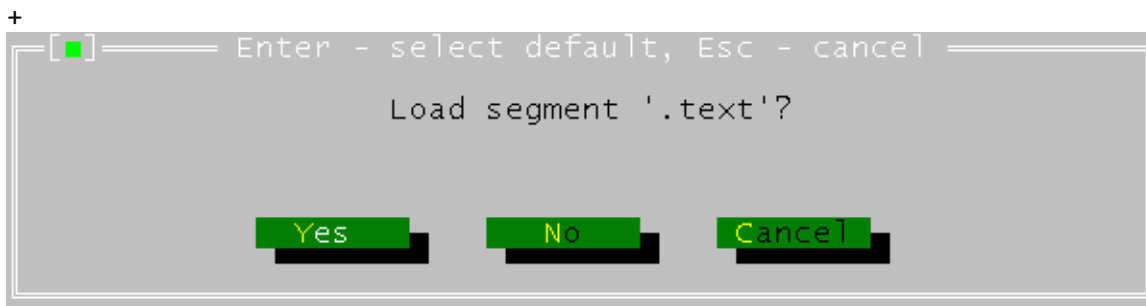 +
[■] Enter - select default, Esc - cancel
Load segment '.text'?
Yes No Cancel